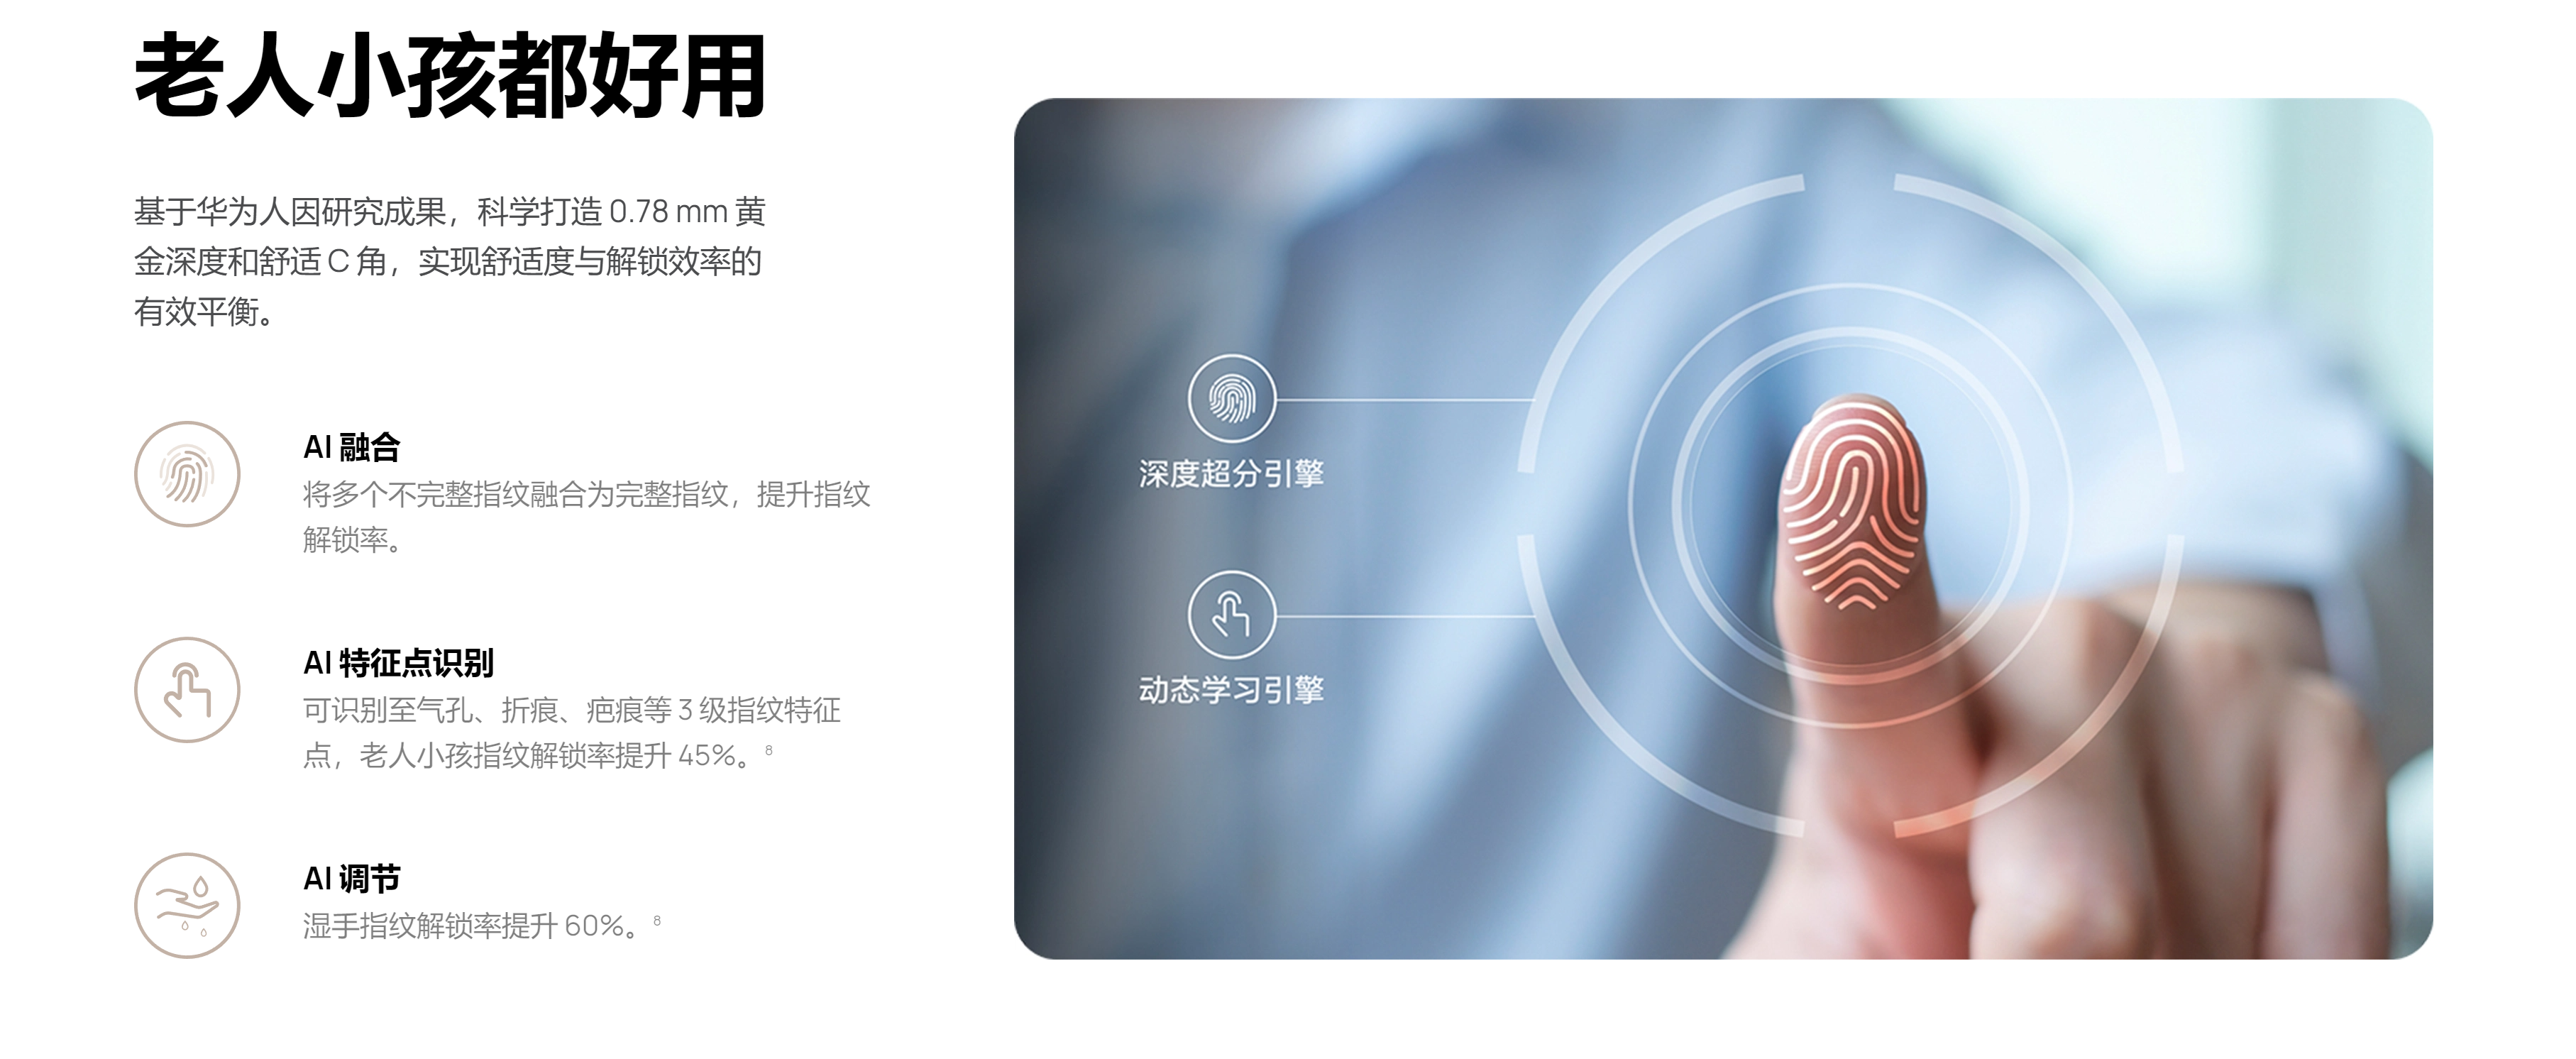 老人小孩都好用
基于华为人因研究成果，科学打造 0.78 mm 黄
金深度和舒适 C 角，实现舒适度与解锁效率的
有效平衡。
AI 融合
将多个不完整指纹融合为完整指纹，提升指纹
解锁率。
AI 特征点识别
可识别至气孔、折痕、疤痕等 3 级指纹特征
点，老人小孩指纹解锁率提升 45%。⁸
AI 调节
湿手指纹解锁率提升 60%。⁸
深度超分引擎
动态学习引擎